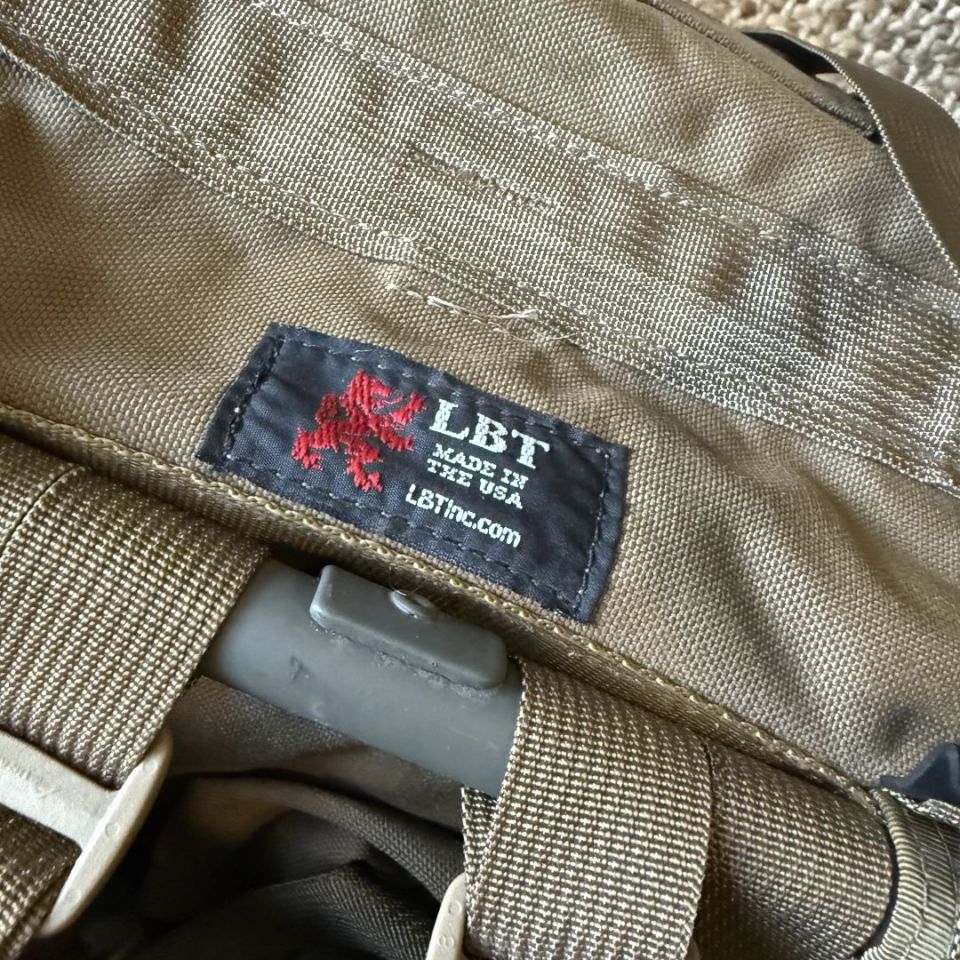 LBT
MADE IN
THE USA
LBTInc.com